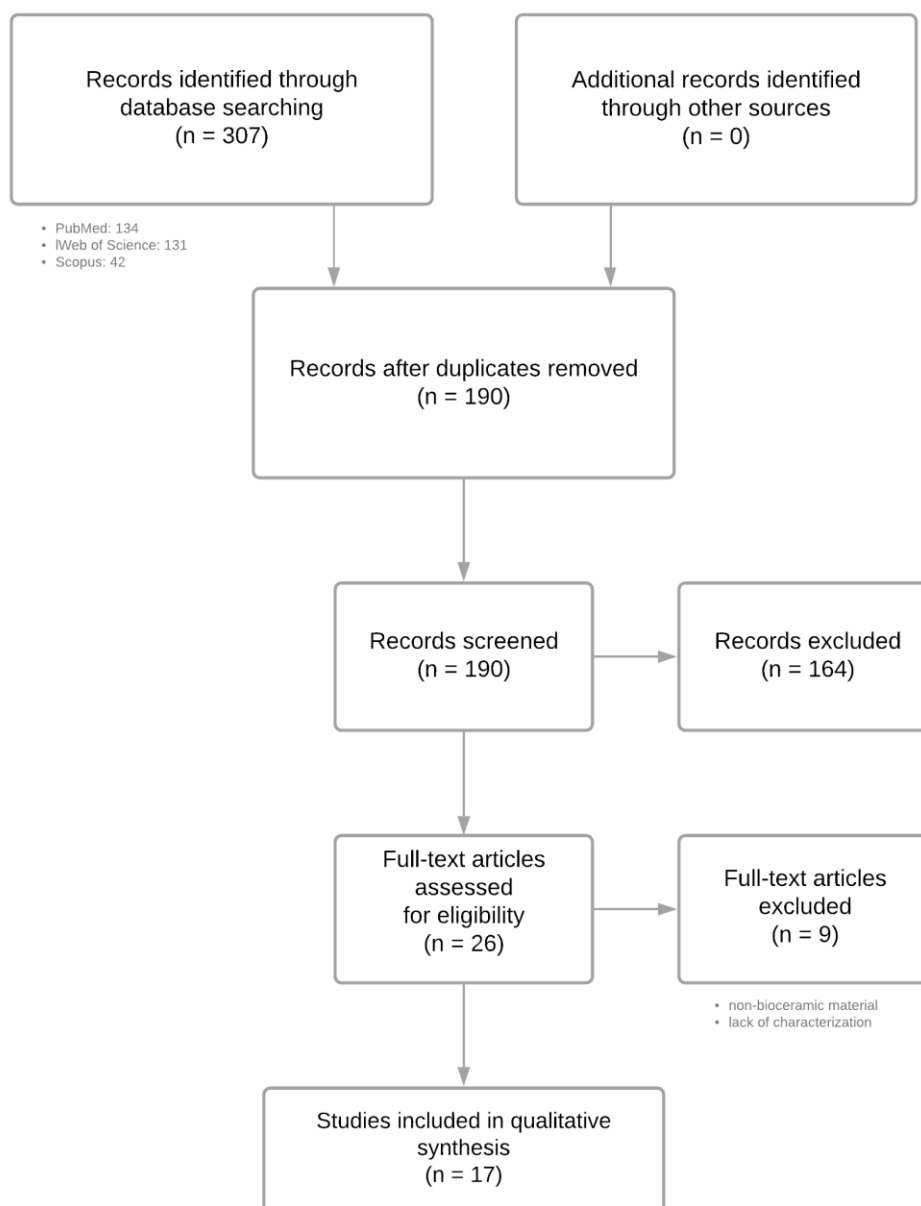 Records identified through
database searching
(n = 307)
Additional records identified
through other sources
(n = 0)
• PubMed: 134
• lWeb of Science: 131
• Scopus: 42
Records after duplicates removed
(n = 190)
Records screened
(n = 190)
Records excluded
(n = 164)
Full-text articles
assessed
for eligibility
(n = 26)
Full-text articles
excluded
(n = 9)
• non-bioceramic material
• lack of characterization
Studies included in qualitative
synthesis
(n = 17)